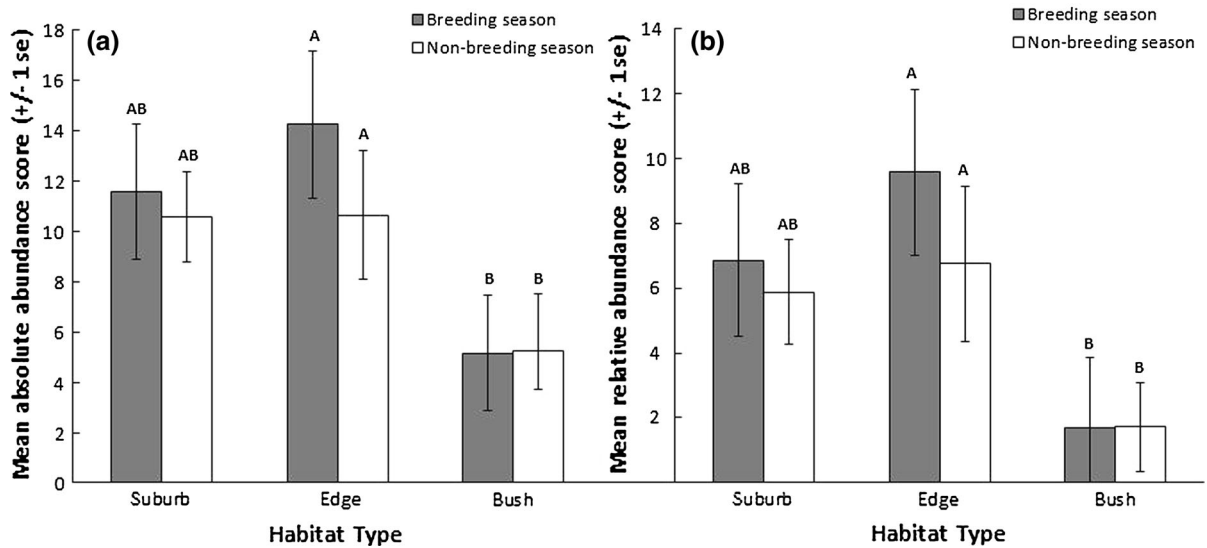 (a)
Breeding season
Non-breeding season
Mean absolute abundance score (+/- 1se)
18
16
14
12
10
8
6
4
2
0
AB
AB
A
A
B
B
Suburb
Edge
Bush
Habitat Type
(b)
Breeding season
Non-breeding season
Mean relative abundance score (+/- 1se)
14
12
10
8
6
4
2
AB
AB
A
A
B
B
Suburb
Edge
Bush
Habitat Type